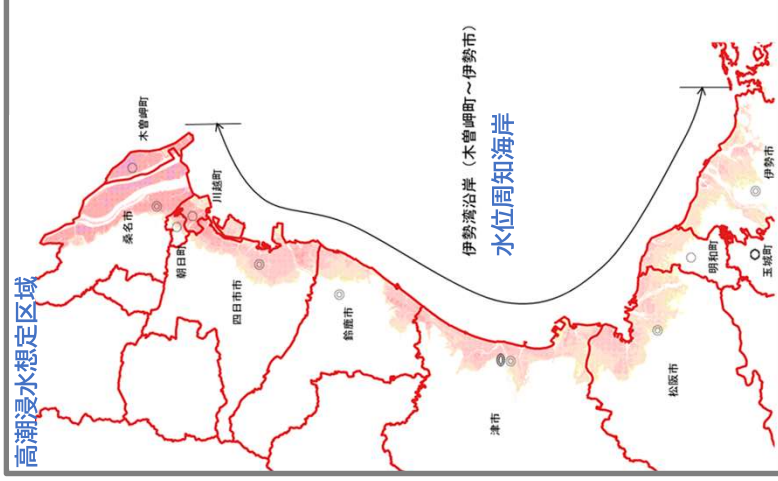 高潮浸水想定区域
木曽岬町
桑名市
川越町
朝日町
四日市市
鈴鹿市
伊勢湾沿岸（木曽岬町～伊勢市）
水位周知海岸
津市
松阪市
明和町
玉城町
伊勢市